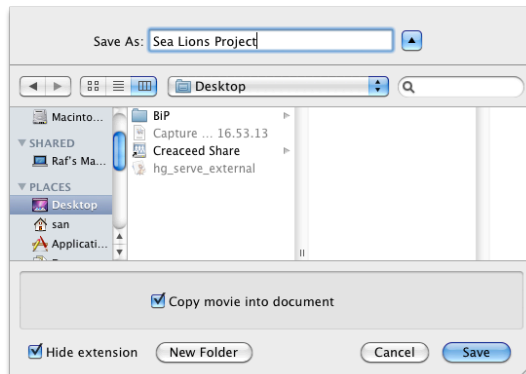 Save As: Sea Lions Project
Desktop
Macinto...
SHARED
Raf's Ma...
PLACES
Desktop
san
Applicati...
BiP
Capture ... 16.53.13
Creaceed Share
hg_serve_external
Copy movie into document
Hide extension
New Folder
Cancel
Save